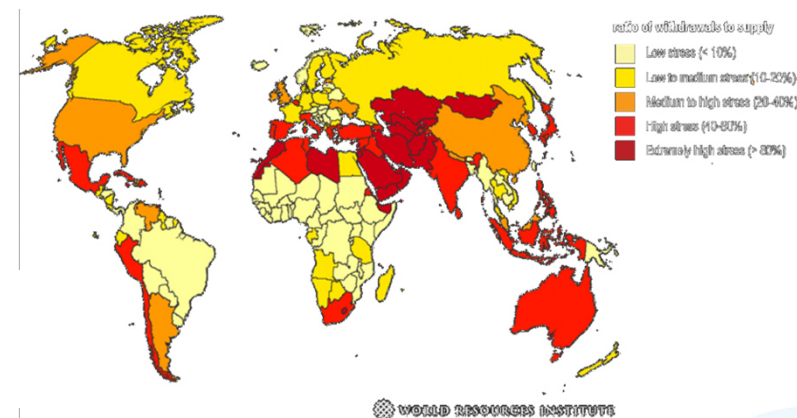 ratio of withdrawals to supply
Low stress (< 10%)
Low to medium stress (10-20%)
Medium to high stress (20-40%)
High stress (40-80%)
Extremely high stress (> 80%)
WORLD RESOURCES INSTITUTE